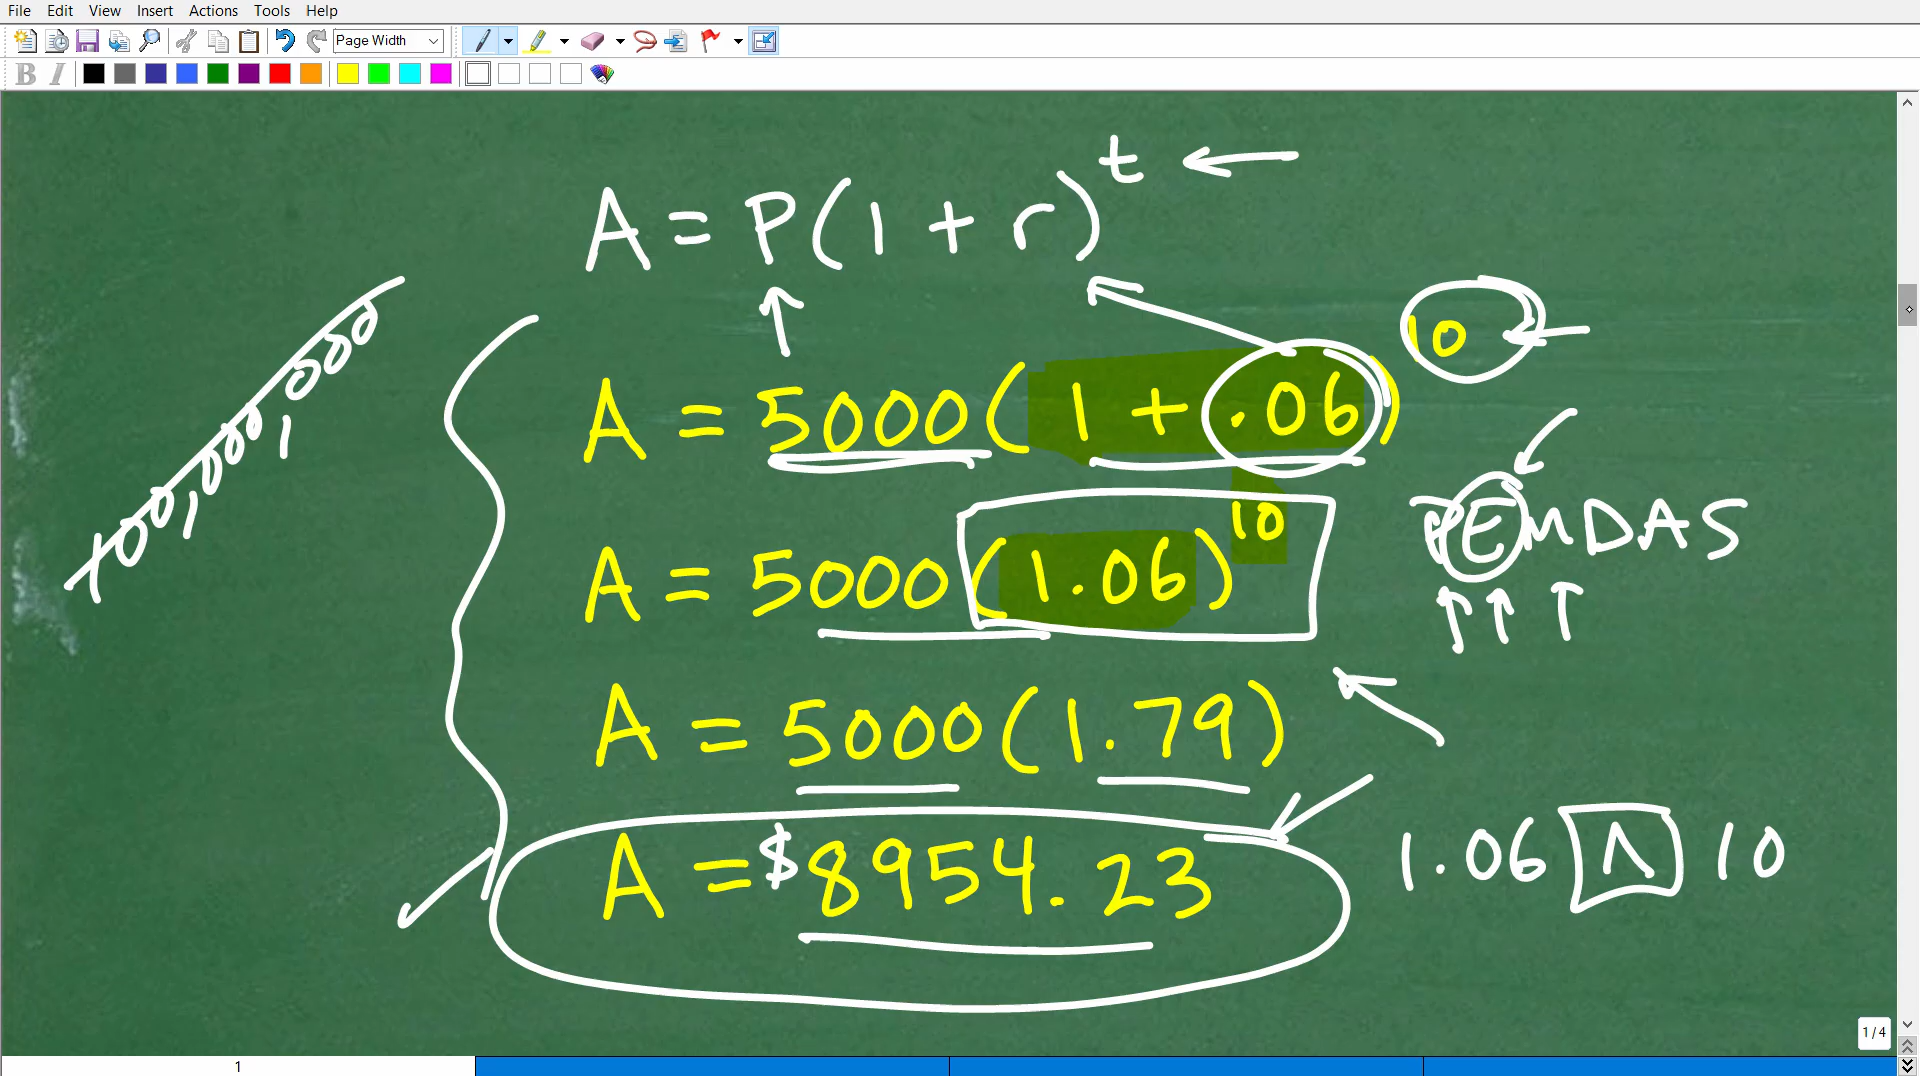 File Edit View Insert Actions Tools Help
Page Width
B I
A = P(1 + r)^t
A = 5000(1 + .06)^10
100,000,000,000
A = 5000(1.06)^10
PEMDAS
A = 5000(1.79)
A = $8954.23
1.06 ^ 10
1 / 4
1